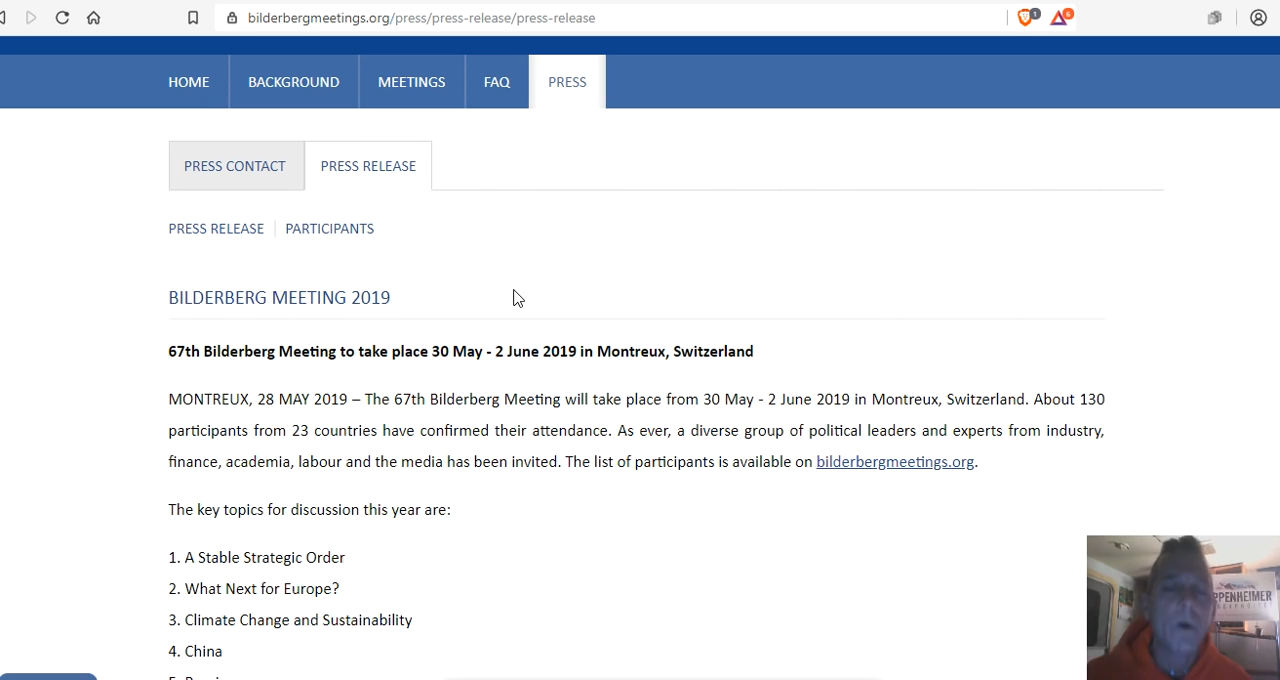 bilderbergmeetings.org/press/press-release/press-release
1
6
HOME
BACKGROUND
MEETINGS
FAQ
PRESS
PRESS CONTACT
PRESS RELEASE
PRESS RELEASE
PARTICIPANTS
BILDERBERG MEETING 2019
67th Bilderberg Meeting to take place 30 May - 2 June 2019 in Montreux, Switzerland
MONTREUX, 28 MAY 2019 – The 67th Bilderberg Meeting will take place from 30 May - 2 June 2019 in Montreux, Switzerland. About 130
participants from 23 countries have confirmed their attendance. As ever, a diverse group of political leaders and experts from industry,
finance, academia, labour and the media has been invited. The list of participants is available on bilderbergmeetings.org.
The key topics for discussion this year are:
1. A Stable Strategic Order
2. What Next for Europe?
3. Climate Change and Sustainability
4. China
PPENHEIMER